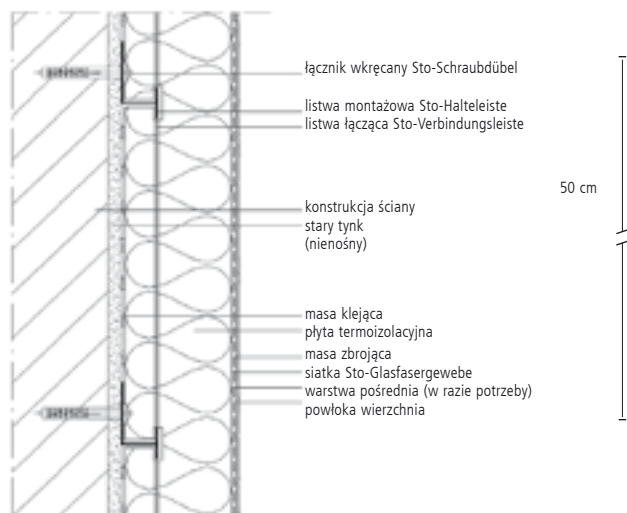 łącznik wkręcany Sto-Schraubdübel
listwa montażowa Sto-Halteleiste
listwa łącząca Sto-Verbindungsleiste
50 cm
konstrukcja ściany
stary tynk
(nienośny)
masa klejąca
płyta termoizolacyjna
masa zbrojąca
siatka Sto-Glasfasergewebe
warstwa pośrednia (w razie potrzeby)
powłoka wierzchnia